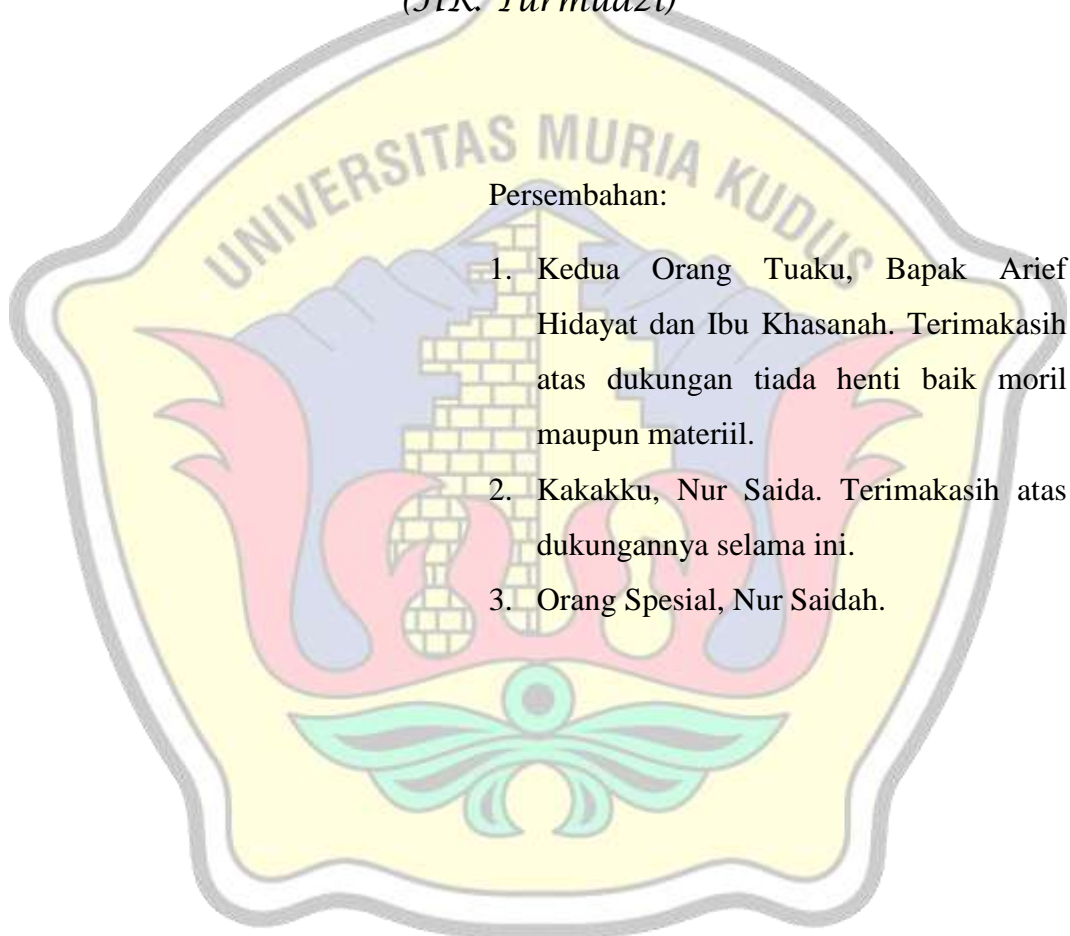 (HR. Turmudzi)
UNIVERSITAS MURIA KUDUS
Persembahan:
1. Kedua Orang Tuaku, Bapak Arief
Hidayat dan Ibu Khasanah. Terimakasih
atas dukungan tiada henti baik moril
maupun materiil.
2. Kakakku, Nur Saida. Terimakasih atas
dukungannya selama ini.
3. Orang Spesial, Nur Saidah.